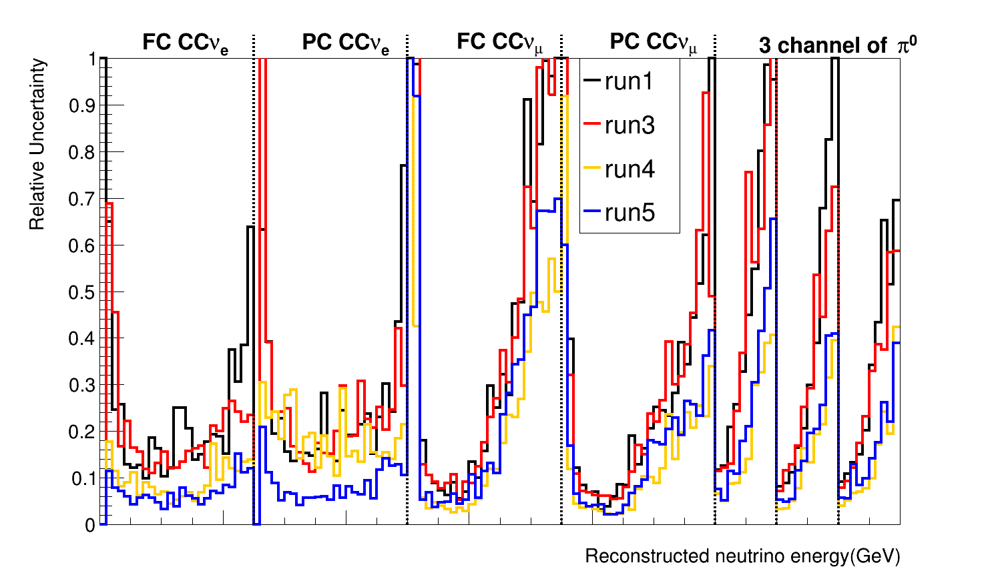 FC CCνe PC CCνe FC CCνμ PC CCνμ 3 channel of π0
Relative Uncertainty
1
0.9
0.8
0.7
0.6
0.5
0.4
0.3
0.2
0.1
0
run1
run3
run4
run5
Reconstructed neutrino energy(GeV)